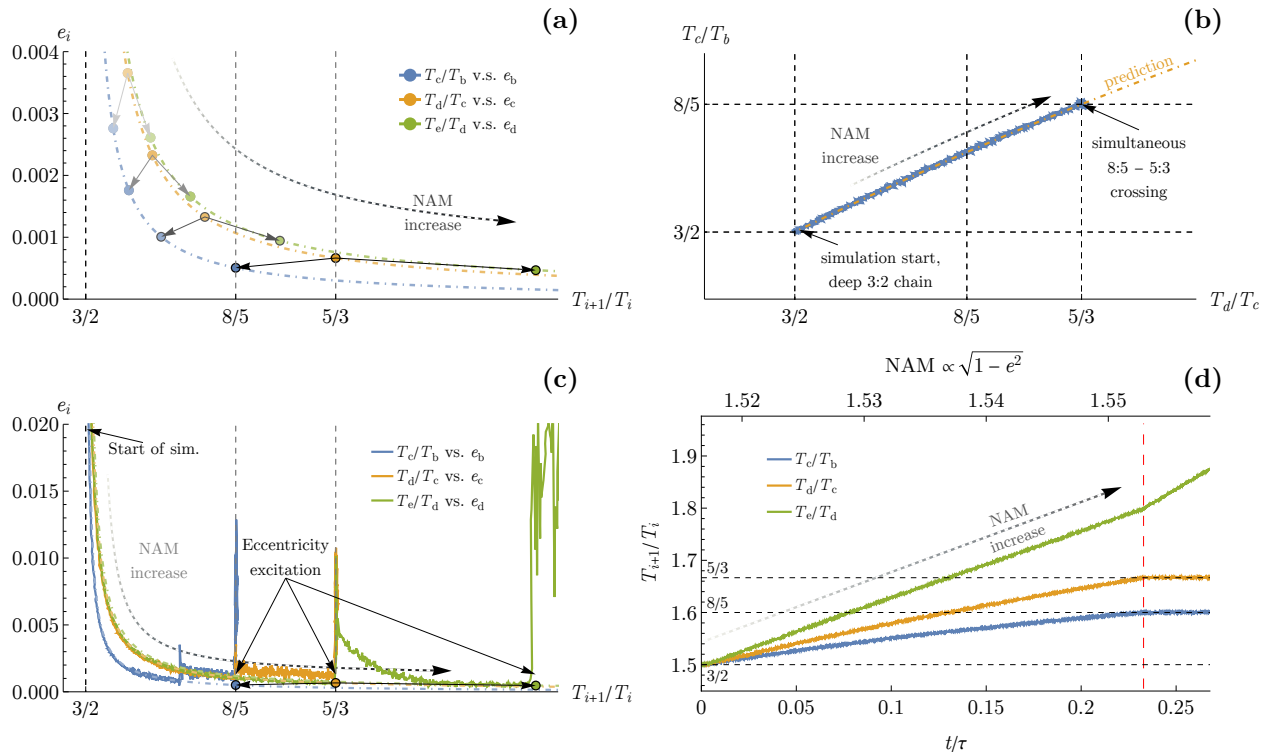 (a)
e_i
0.004
0.003
0.002
0.001
0.000
T_c/T_b v.s. e_b
T_d/T_c v.s. e_c
T_e/T_d v.s. e_d
NAM
increase
3/2
8/5
5/3
T_{i+1}/T_i
(b)
T_c/T_b
8/5
3/2
prediction
NAM
increase
simultaneous
8:5 – 5:3
crossing
simulation start,
deep 3:2 chain
3/2
8/5
5/3
T_d/T_c
(c)
e_i
0.020
0.015
0.010
0.005
0.000
Start of sim.
T_c/T_b vs. e_b
T_d/T_c vs. e_c
T_e/T_d vs. e_d
NAM
increase
Eccentricity
excitation
3/2
8/5
5/3
T_{i+1}/T_i
NAM ∝ √(1 − e²)
(d)
1.52
1.53
1.54
1.55
T_{i+1}/T_i
1.9
1.8
1.7
1.6
1.5
5/3
8/5
3/2
T_c/T_b
T_d/T_c
T_e/T_d
NAM
increase
0
0.05
0.1
0.15
0.2
0.25
t/τ